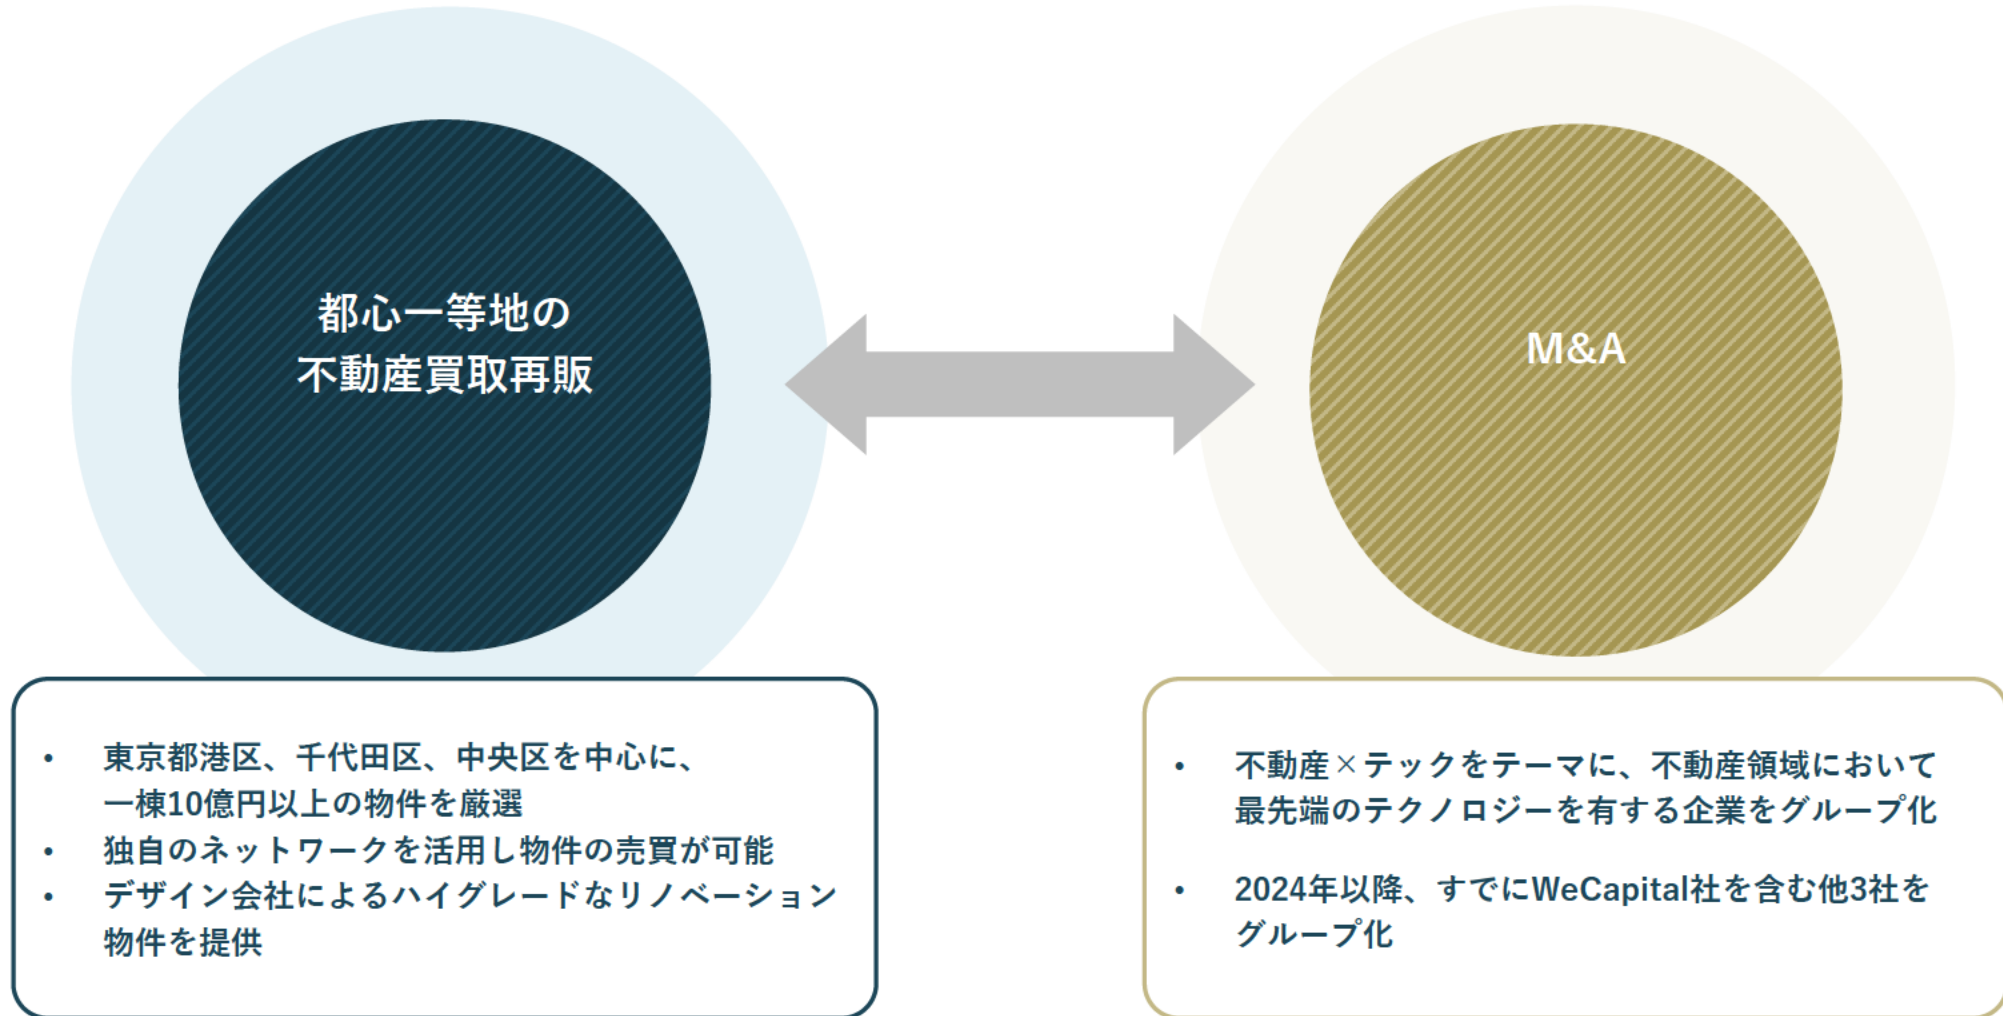 都心一等地の
不動産買取再販
M&A
• 東京都港区、千代田区、中央区を中心に、
一棟10億円以上の物件を厳選
• 独自のネットワークを活用し物件の売買が可能
• デザイン会社によるハイグレードなリノベーション
物件を提供
• 不動産×テックをテーマに、不動産領域において
最先端のテクノロジーを有する企業をグループ化
• 2024年以降、すでにWeCapital社を含む他3社を
グループ化